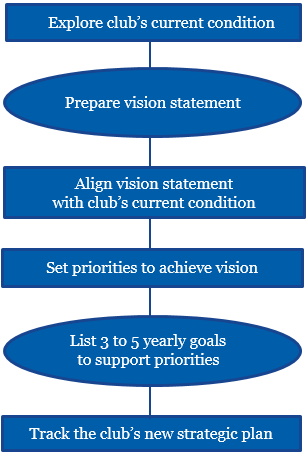 Explore club’s current condition
Prepare vision statement
Align vision statement
with club’s current condition
Set priorities to achieve vision
List 3 to 5 yearly goals
to support priorities
Track the club’s new strategic plan